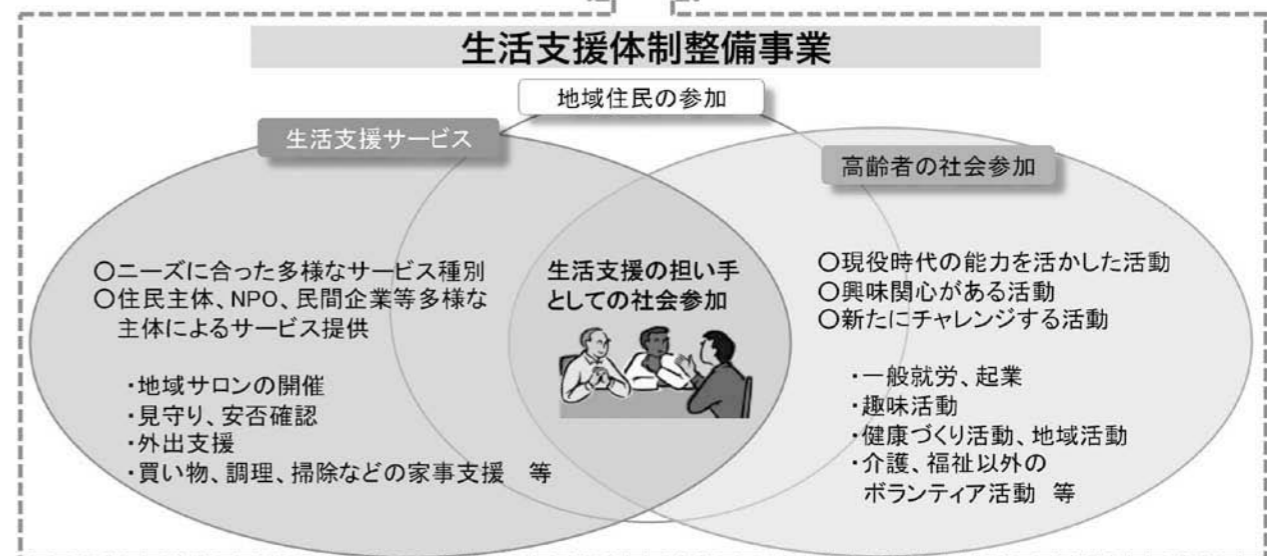 生活支援体制整備事業
地域住民の参加
生活支援サービス
高齢者の社会参加
○ニーズに合った多様なサービス種別
○住民主体、NPO、民間企業等多様な
主体によるサービス提供
・地域サロンの開催
・見守り、安否確認
・外出支援
・買い物、調理、掃除などの家事支援　等
生活支援の担い手
としての社会参加
○現役時代の能力を活かした活動
○興味関心がある活動
○新たにチャレンジする活動
・一般就労、起業
・趣味活動
・健康づくり活動、地域活動
・介護、福祉以外の
ボランティア活動　等